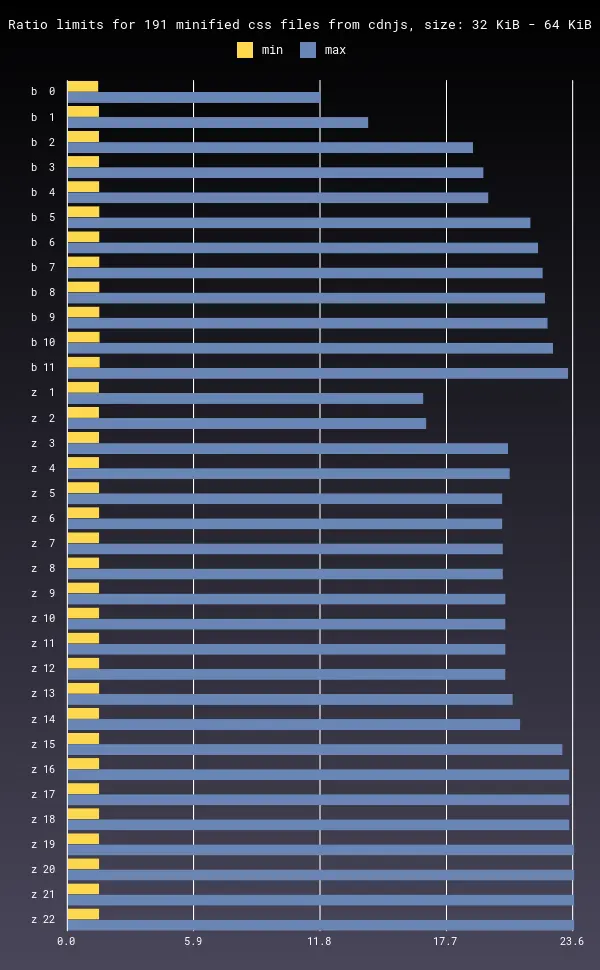 Ratio limits for 191 minified css files from cdnjs, size: 32 KiB - 64 KiB
min max
b 0
b 1
b 2
b 3
b 4
b 5
b 6
b 7
b 8
b 9
b 10
b 11
z 1
z 2
z 3
z 4
z 5
z 6
z 7
z 8
z 9
z 10
z 11
z 12
z 13
z 14
z 15
z 16
z 17
z 18
z 19
z 20
z 21
z 22
0.0 5.9 11.8 17.7 23.6